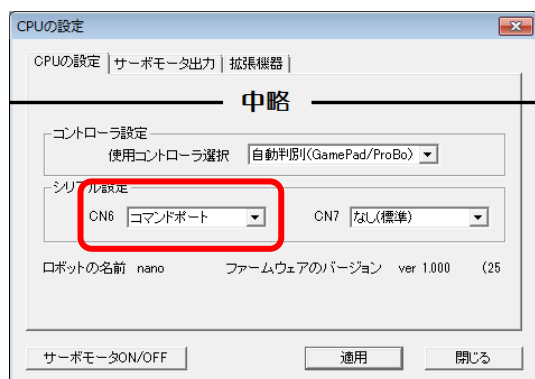 CPUの設定
CPUの設定 サーボモータ出力 拡張機器
中略
コントローラ設定
使用コントローラ選択 自動判別(GamePad/ProBo)
シリアル設定
CN6 コマンドポート CN7 なし(標準)
ロボットの名前 nano ファームウェアのバージョン ver 1.000 (25
サーボモータON/OFF 適用 閉じる